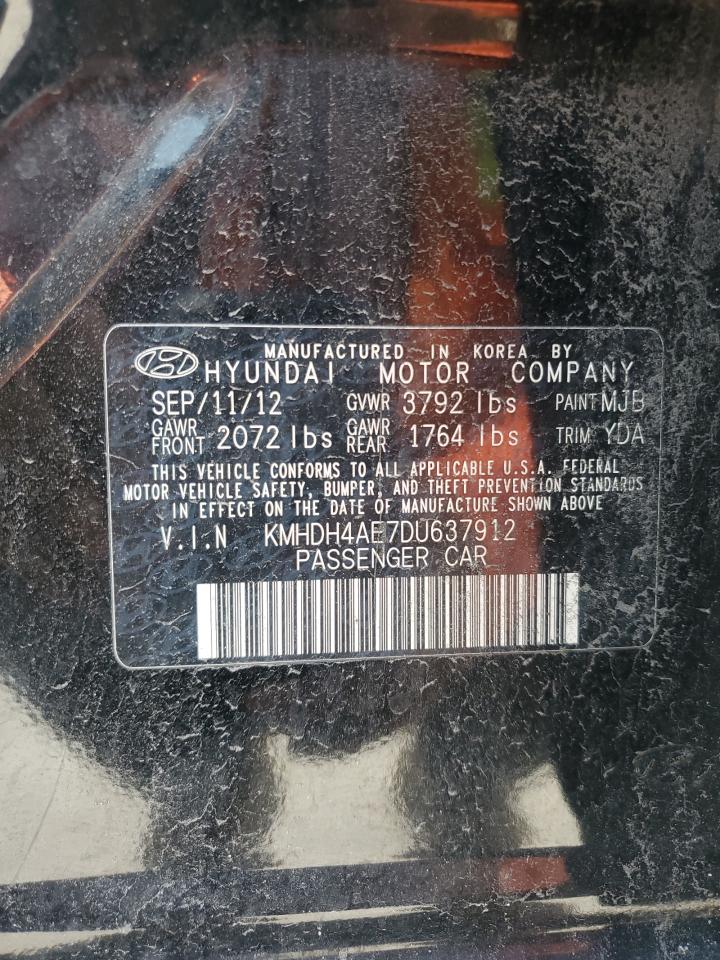 MANUFACTURED IN KOREA BY
HYUNDAI MOTOR COMPANY
SEP/11/12 GVWR 3792 lbs PAINT MJB
GAWR FRONT 2072 lbs GAWR REAR 1764 lbs TRIM YDA
THIS VEHICLE CONFORMS TO ALL APPLICABLE U.S.A. FEDERAL
MOTOR VEHICLE SAFETY, BUMPER, AND THEFT PREVENTION STANDARDS
IN EFFECT ON THE DATE OF MANUFACTURE SHOWN ABOVE
V.I.N KMHDH4AE7DU637912
PASSENGER CAR